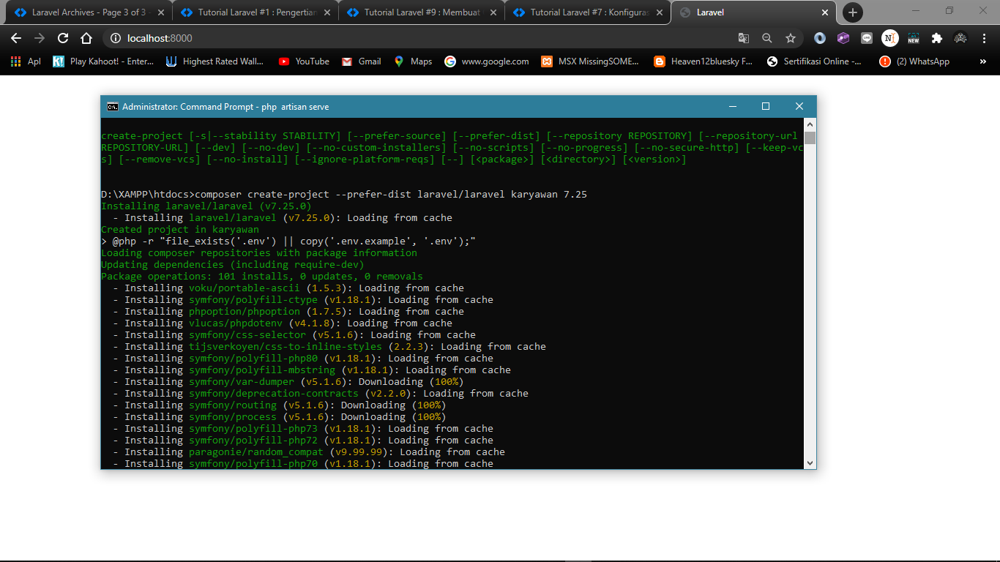 Laravel Archives - Page 3 of 3 -
Tutorial Laravel #1 : Pengertian
Tutorial Laravel #9 : Membuat
Tutorial Laravel #7 : Konfiguras
Laravel
localhost:8000
Apl
Play Kahoot! - Enter...
Highest Rated Wall...
YouTube
Gmail
Maps
www.google.com
MSX MissingSOME...
Heaven12bluesky F...
Sertifikasi Online -...
(2) WhatsApp
»
Administrator: Command Prompt - php artisan serve
create-project [-s|--stability STABILITY] [--prefer-source] [--prefer-dist] [--repository REPOSITORY] [--repository-url
REPOSITORY-URL] [--dev] [--no-dev] [--no-custom-installers] [--no-scripts] [--no-progress] [--no-secure-http] [--keep-vc
s] [--remove-vcs] [--no-install] [--ignore-platform-reqs] [--] [<package>] [<directory>] [<version>]
D:\XAMPP\htdocs>composer create-project --prefer-dist laravel/laravel karyawan 7.25
Installing laravel/laravel (v7.25.0)
- Installing laravel/laravel (v7.25.0): Loading from cache
Created project in karyawan
> @php -r "file_exists('.env') || copy('.env.example', '.env');"
Loading composer repositories with package information
Updating dependencies (including require-dev)
Package operations: 101 installs, 0 updates, 0 removals
- Installing voku/portable-ascii (1.5.3): Loading from cache
- Installing symfony/polyfill-ctype (v1.18.1): Loading from cache
- Installing phpoption/phpoption (1.7.5): Loading from cache
- Installing vlucas/phpdotenv (v4.1.8): Loading from cache
- Installing symfony/css-selector (v5.1.6): Loading from cache
- Installing tijsverkoyen/css-to-inline-styles (2.2.3): Loading from cache
- Installing symfony/polyfill-php80 (v1.18.1): Loading from cache
- Installing symfony/polyfill-mbstring (v1.18.1): Loading from cache
- Installing symfony/var-dumper (v5.1.6): Downloading (100%)
- Installing symfony/deprecation-contracts (v2.2.0): Loading from cache
- Installing symfony/routing (v5.1.6): Downloading (100%)
- Installing symfony/process (v5.1.6): Downloading (100%)
- Installing symfony/polyfill-php73 (v1.18.1): Loading from cache
- Installing symfony/polyfill-php72 (v1.18.1): Loading from cache
- Installing paragonie/random_compat (v9.99.99): Loading from cache
- Installing symfony/polyfill-php70 (v1.18.1): Loading from cache